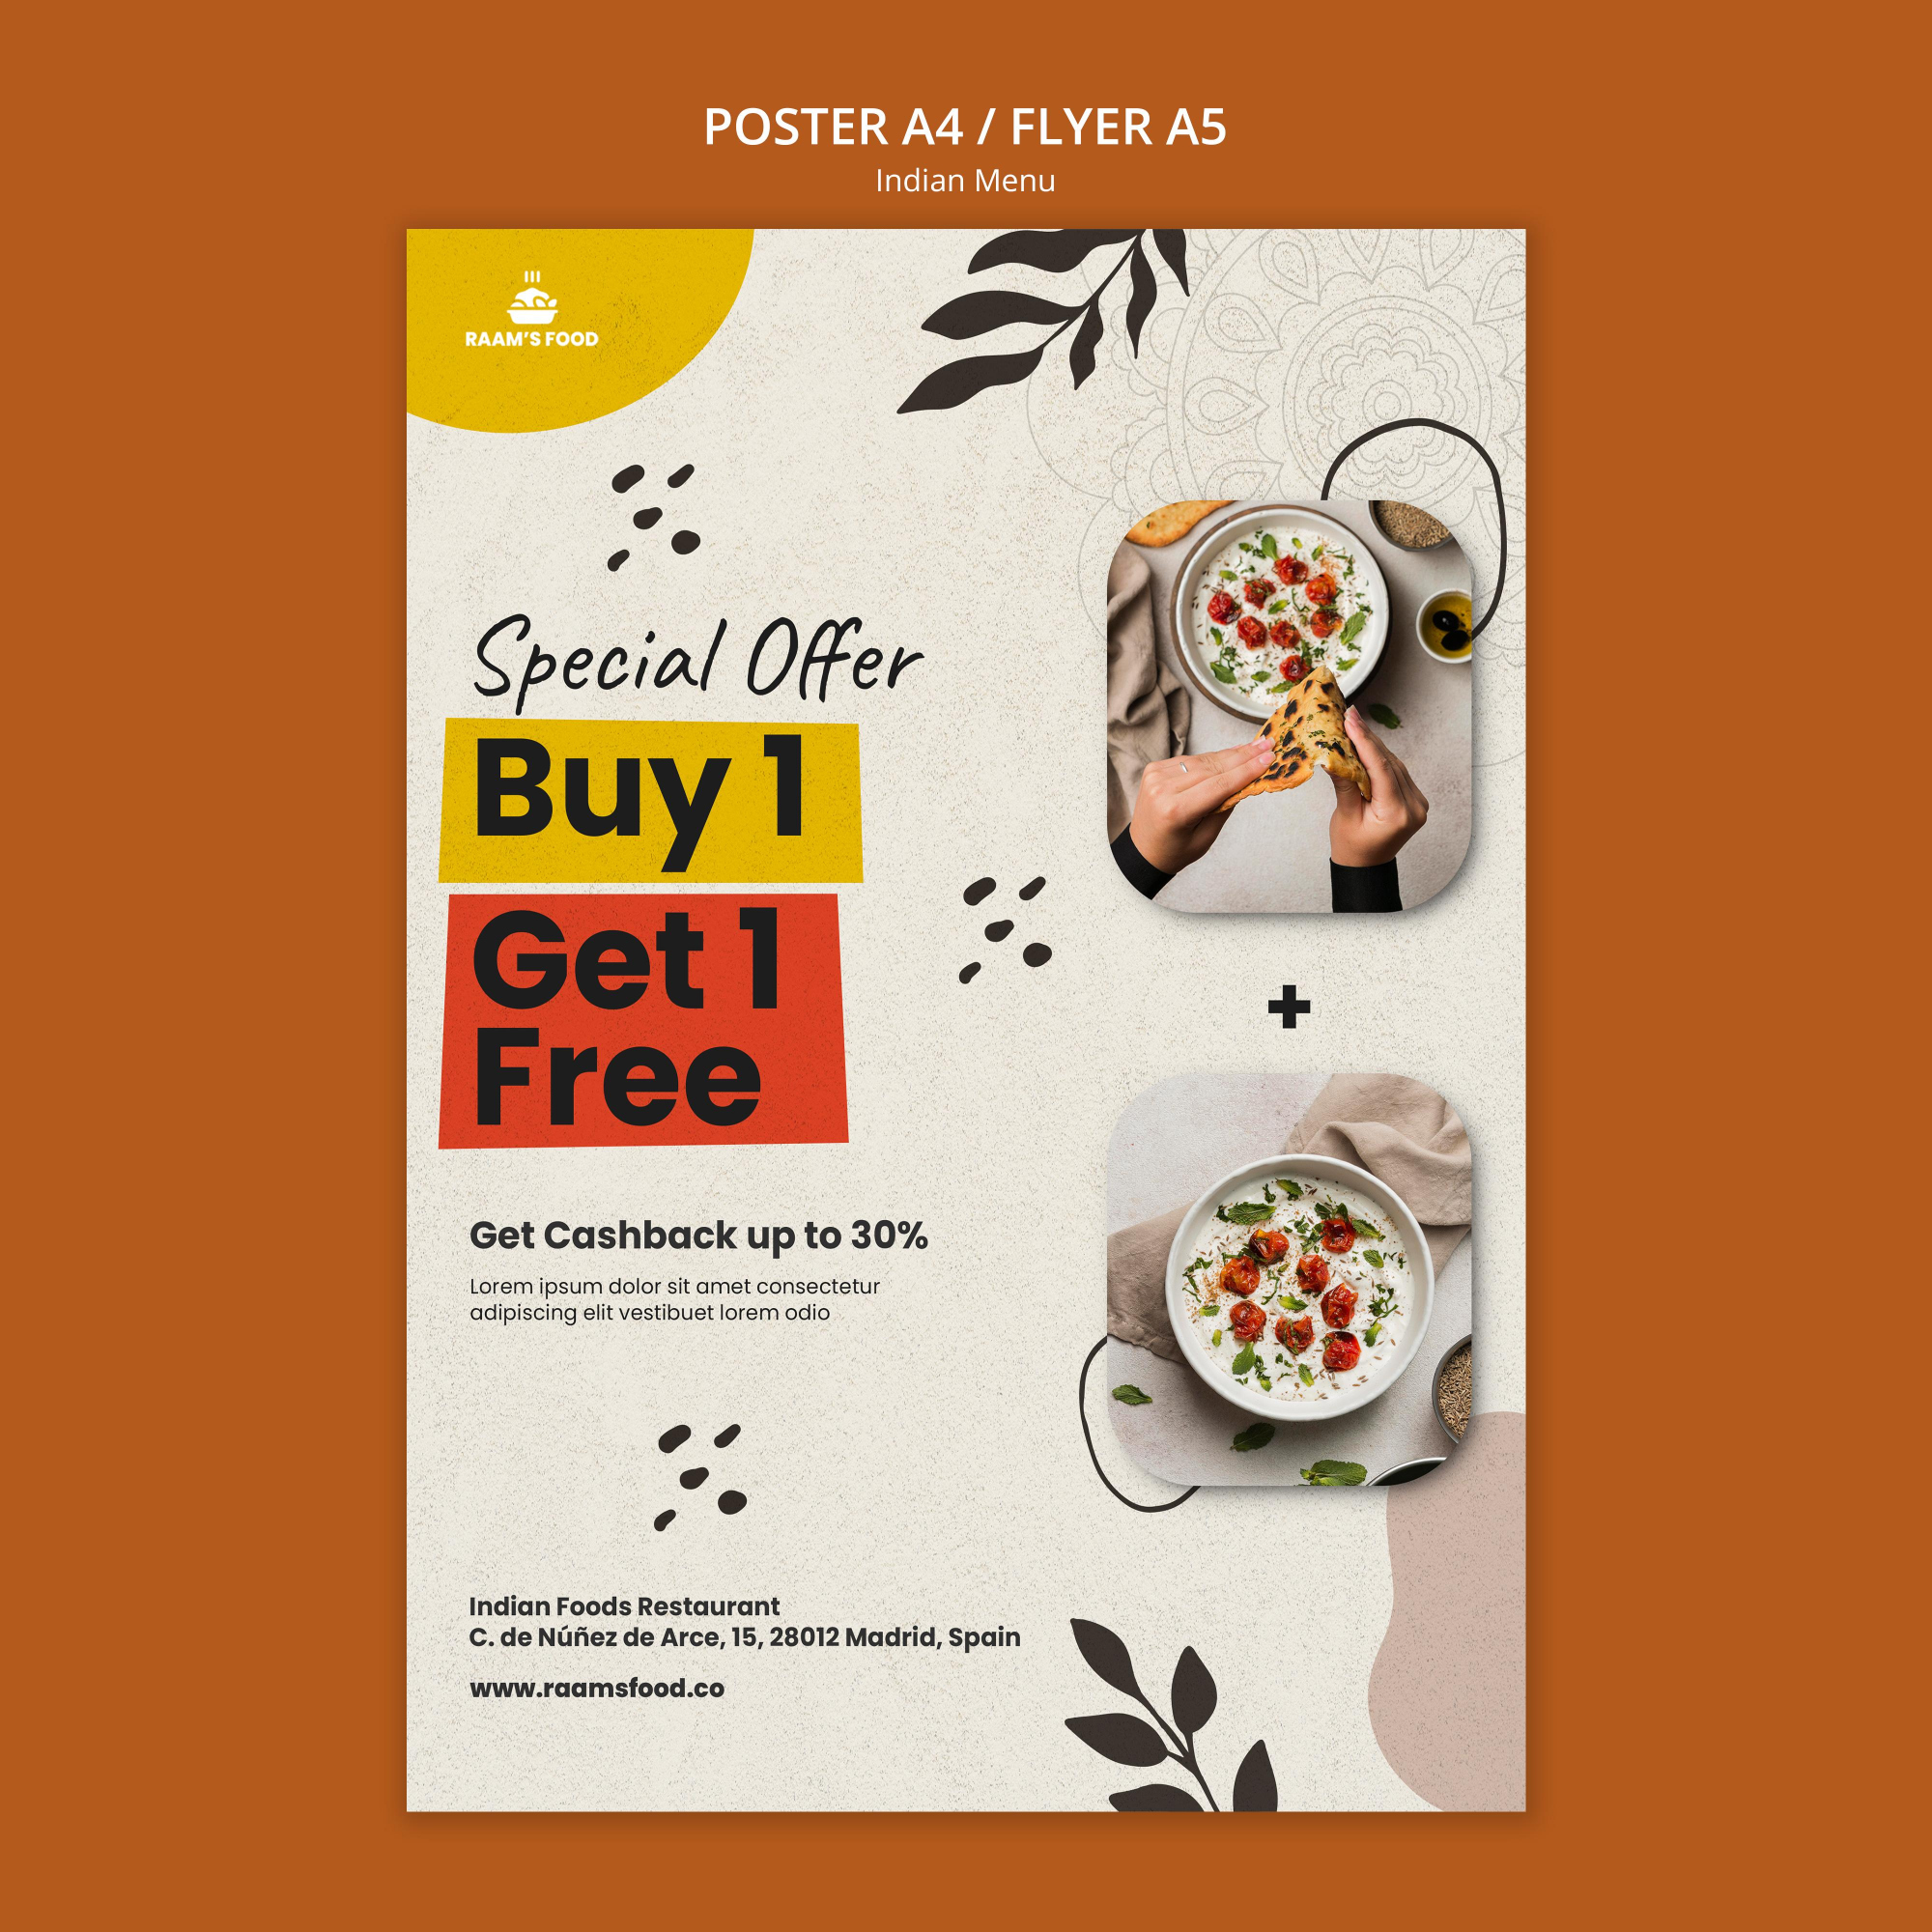 POSTER A4 / FLYER A5
Indian Menu
RAAM'S FOOD
Special Offer
Buy 1
Get 1
Free
+
Get Cashback up to 30%
Lorem ipsum dolor sit amet consectetur
adipiscing elit vestibuet lorem odio
Indian Foods Restaurant
C. de Núñez de Arce, 15, 28012 Madrid, Spain
www.raamsfood.co